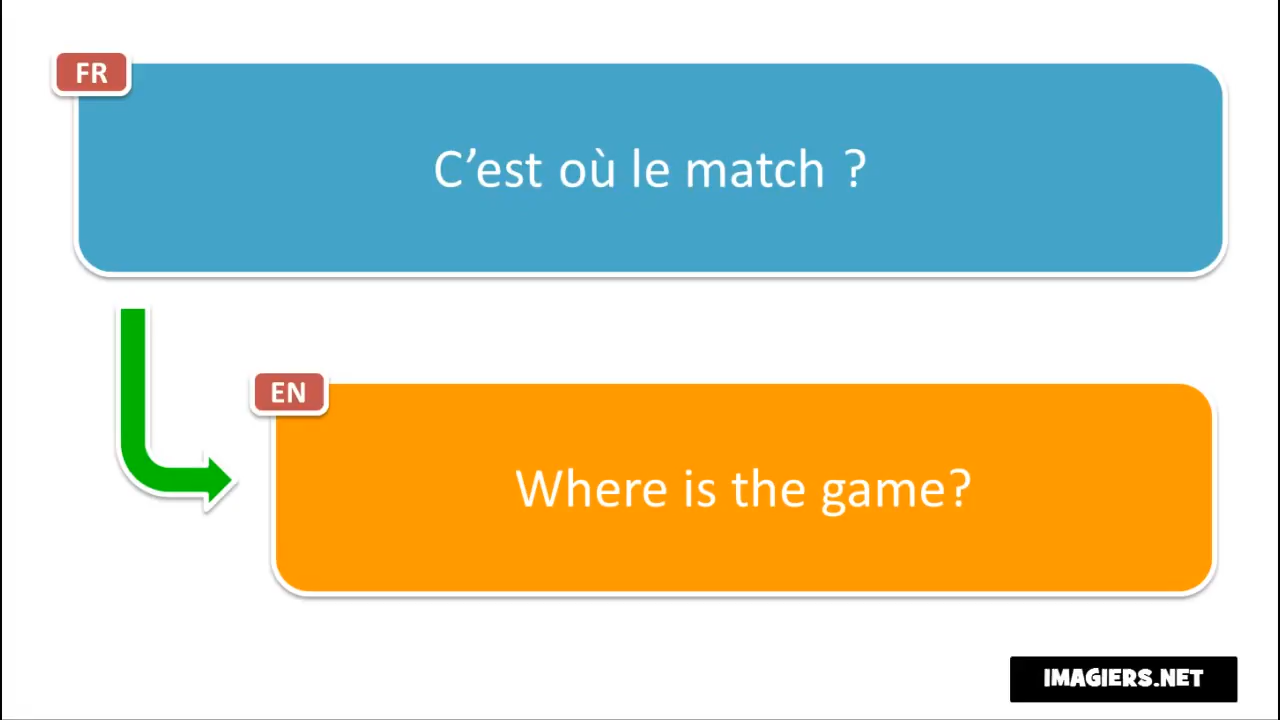 FR
C’est où le match ?
EN
Where is the game?
IMAGIERS.NET